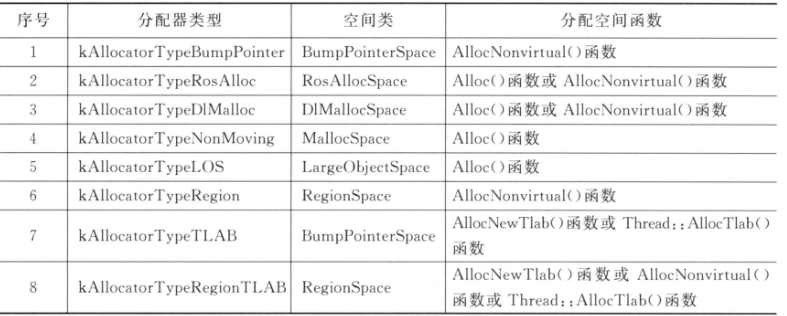 序号 分配器类型 空间类 分配空间函数
1 kAllocatorTypeBumpPointer BumpPointerSpace AllocNonvirtual()函数
2 kAllocatorTypeRosAlloc RosAllocSpace Alloc()函数或 AllocNonvirtual()函数
3 kAllocatorTypeDlMalloc DlMallocSpace Alloc()函数或 AllocNonvirtual()函数
4 kAllocatorTypeNonMoving MallocSpace Alloc()函数
5 kAllocatorTypeLOS LargeObjectSpace Alloc()函数
6 kAllocatorTypeRegion RegionSpace AllocNonvirtual()函数
7 kAllocatorTypeTLAB BumpPointerSpace AllocNewTlab()函数或 Thread::AllocTlab()
函数
8 kAllocatorTypeRegionTLAB RegionSpace AllocNewTlab()函数或 AllocNonvirtual()
函数或 Thread::AllocTlab()函数